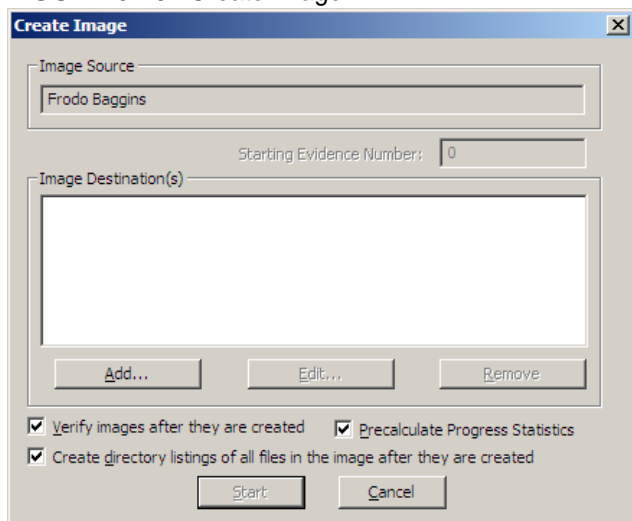 Create Image
Image Source
Frodo Baggins
Starting Evidence Number: 0
Image Destination(s)
Add... Edit... Remove
Verify images after they are created Precalculate Progress Statistics
Create directory listings of all files in the image after they are created
Start Cancel